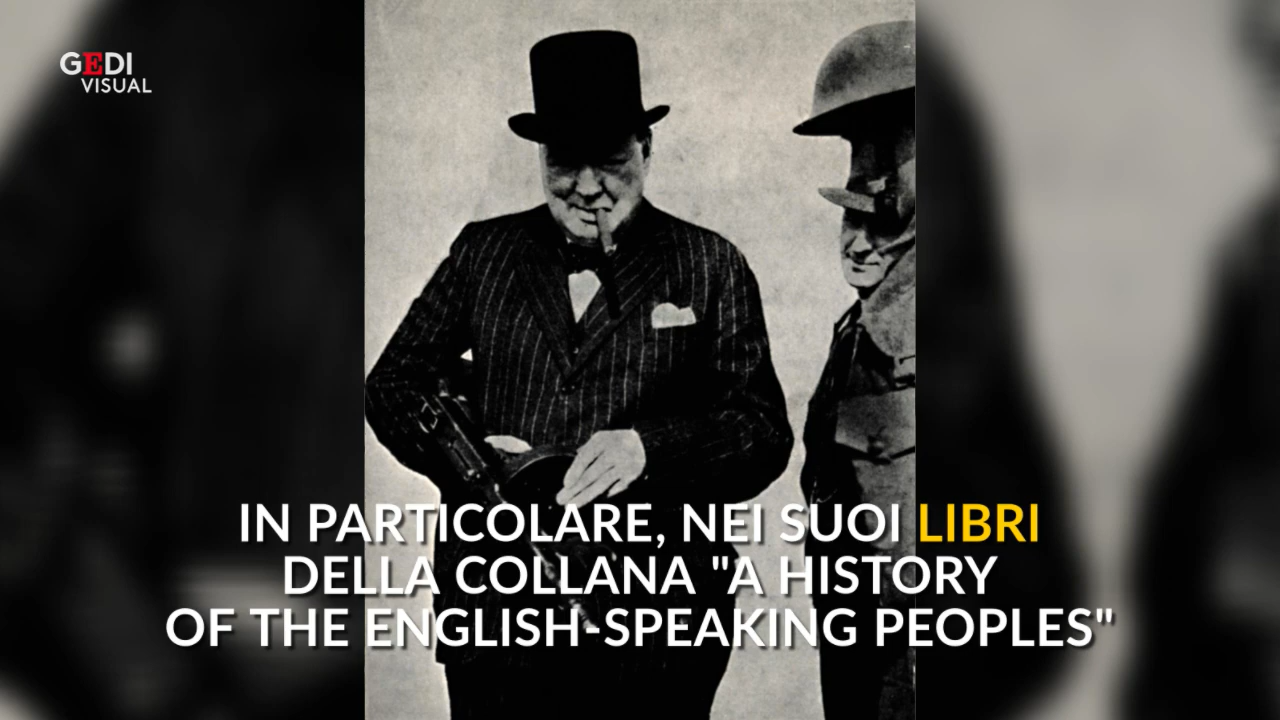 GEDI
VISUAL
IN PARTICOLARE, NEI SUOI LIBRI
DELLA COLLANA "A HISTORY
OF THE ENGLISH-SPEAKING PEOPLES"